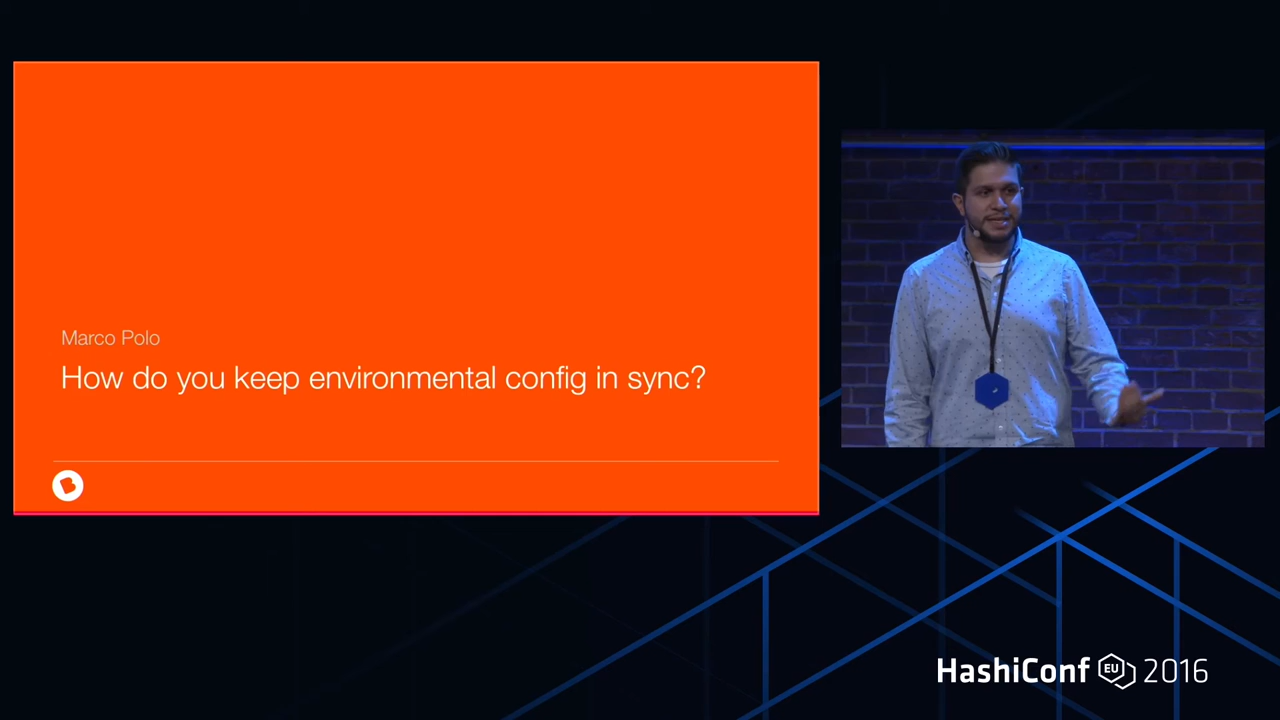 Marco Polo
How do you keep environmental config in sync?
HashiConf EU 2016